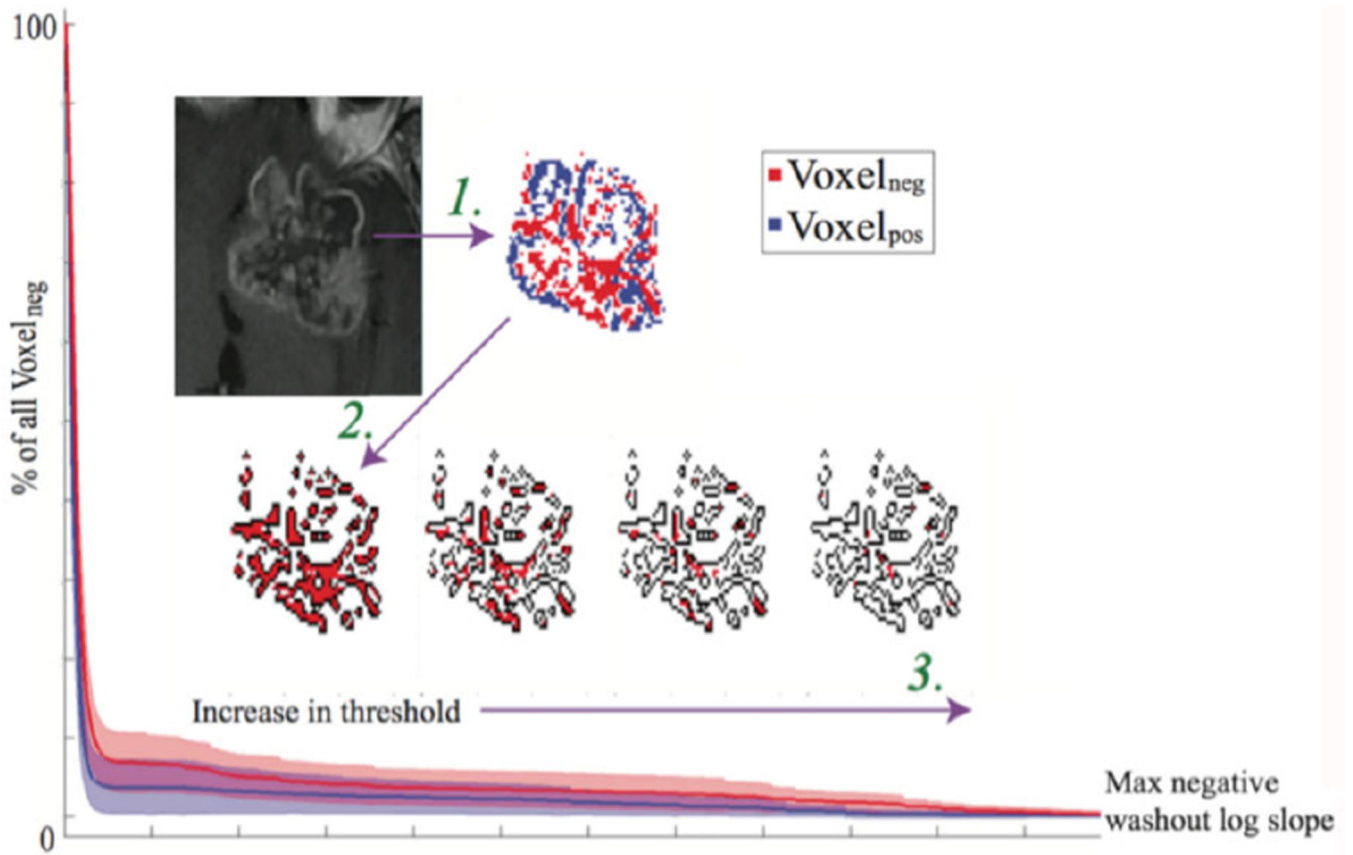 100
1.
Voxelneg
Voxelpos
% of all Voxelneg
2.
3.
Increase in threshold
Max negative
washout log slope
0